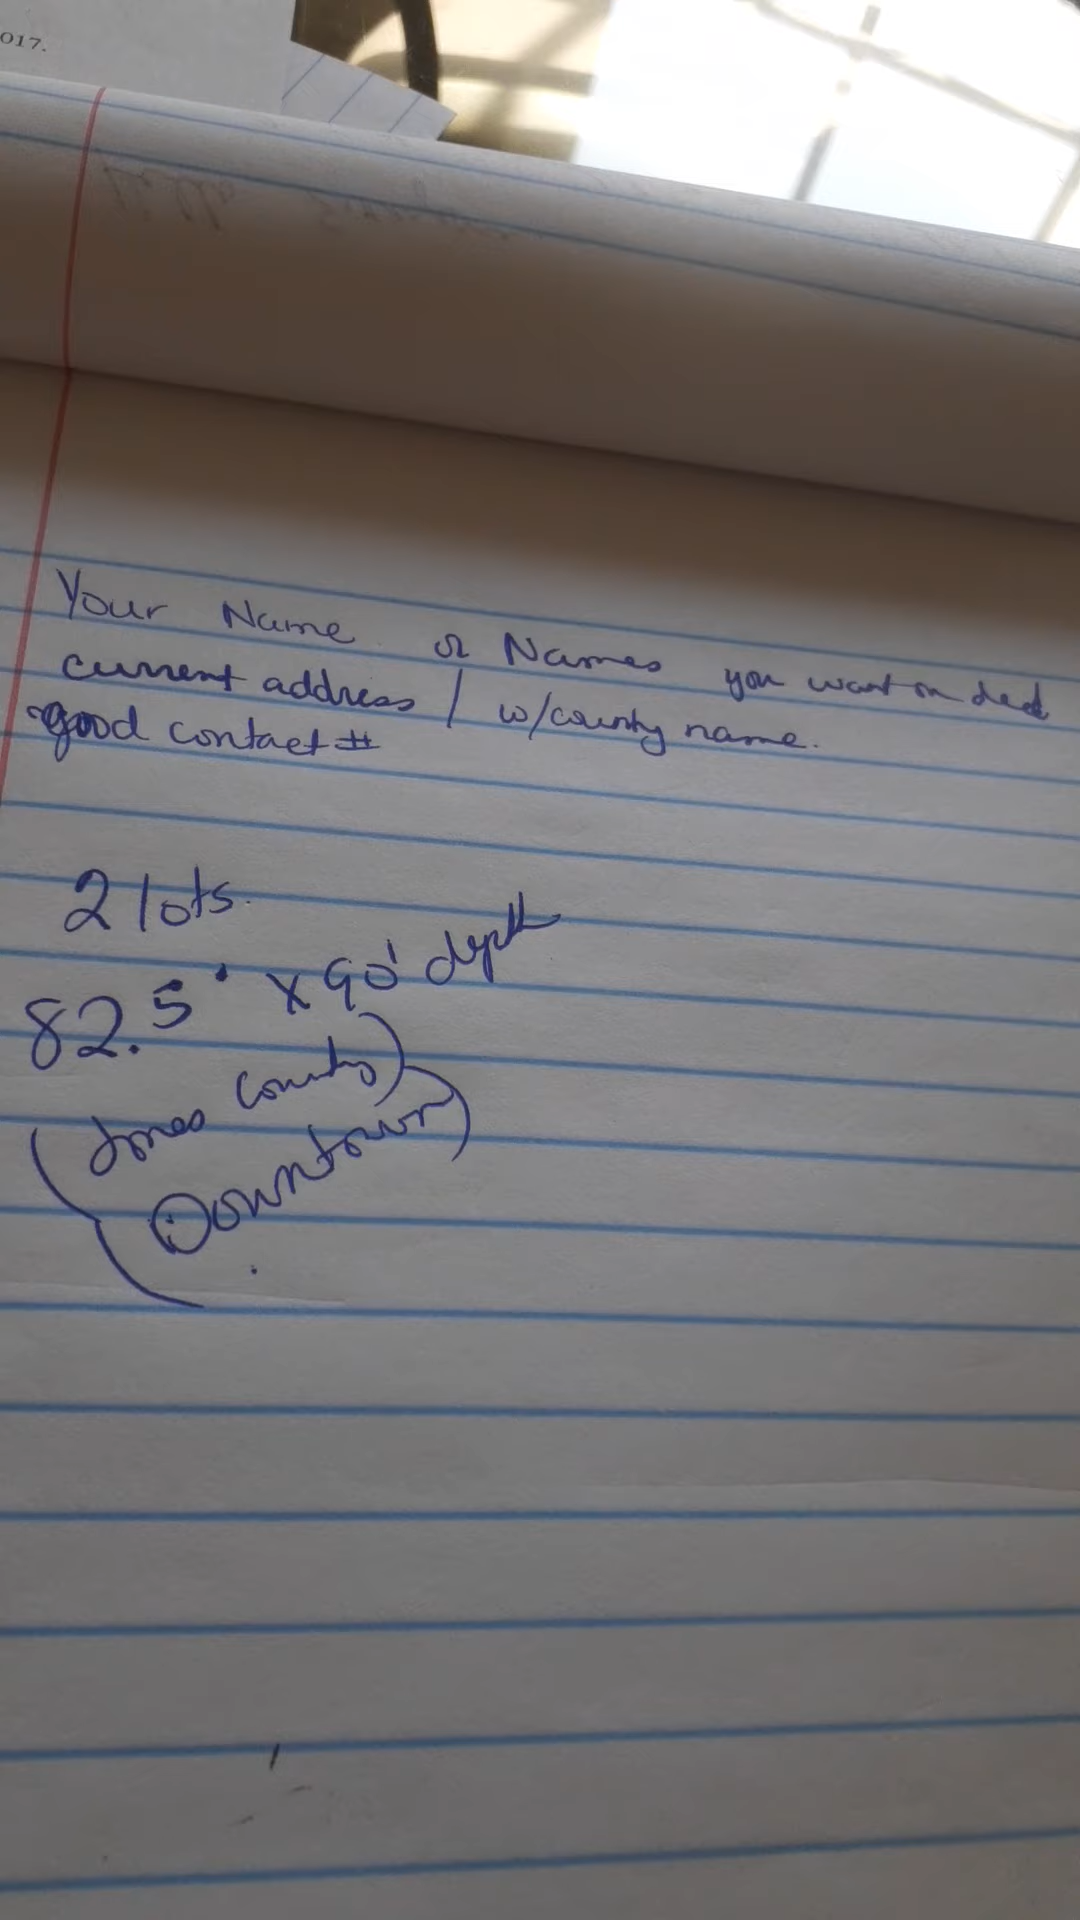 017.
Your Name or Names you want on deed
current address / w/county name.
good contact #
2 lots.
82.5' x 90' depth
(Jones County)
(Downtown)